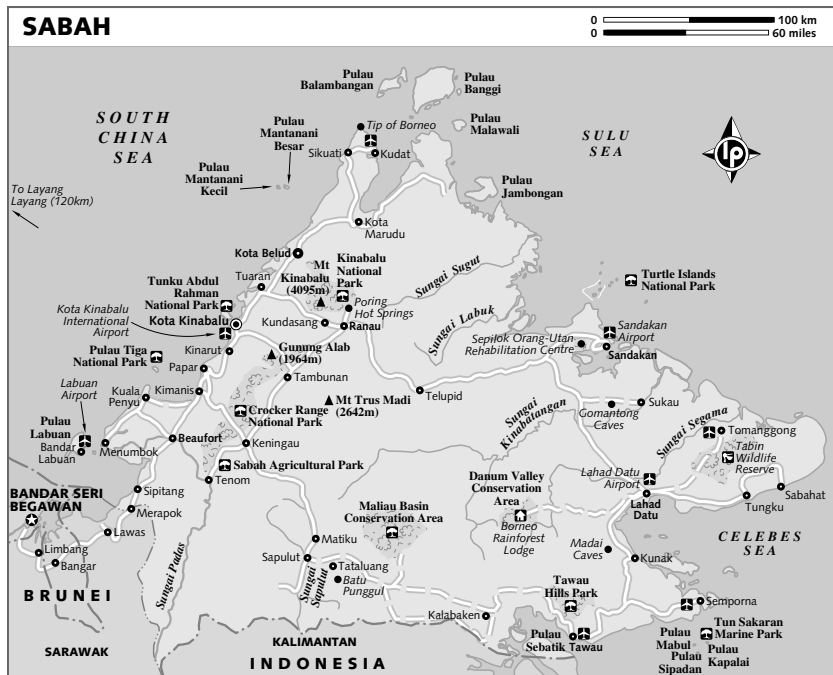 SABAH
0
100 km
0
60 miles
Pulau
Balambangan
Pulau
Banggi
SOUTH
CHINA
SEA
Pulau
Mantanani
Besar
Tip of Borneo
Pulau
Malawali
SULU
SEA
lp
Sikuati
Kudat
Pulau
Mantanani
Kecil
Pulau
Jambongan
To Layang
Layang (120km)
Kota
Marudu
Kota Belud
Mt
Kinabalu
(4095m)
Kinabalu
National
Park
Sungai Sugut
Tuaran
Tunku Abdul
Rahman
National Park
Turtle Islands
National Park
Poring
Hot Springs
Kota Kinabalu
International
Airport
Kota Kinabalu
Kundasang
Ranau
Sungai Labuk
Sepilok Orang-Utan
Rehabilitation Centre
Sandakan
Airport
Sandakan
Kinarut
Gunung Alab
(1964m)
Pulau Tiga
National Park
Papar
Tambunan
Labuan
Airport
Kuala
Penyu
Kimanis
Mt Trus Madi
(2642m)
Telupid
Sungai
Kinabatangan
Gomantong
Caves
Sukau
Crocker Range
National Park
Pulau
Labuan
Bandar
Labuan
Menumbok
Beaufort
Keningau
Sungai Segama
Tomanggong
Tabin
Wildlife
Reserve
Sabah Agricultural Park
Tenom
Lahad Datu
Airport
Danum Valley
Conservation
Area
BANDAR SERI
BEGAWAN
Sipitang
Merapok
Maliau Basin
Conservation Area
Borneo
Rainforest
Lodge
Lahad
Datu
Tungku
Sabahat
Lawas
Limbang
Bangar
Sungai Padas
Matiku
Sapulut
Tataluang
Batu
Punggul
Sungai
Saputut
Madai
Caves
Kunak
CELEBES
SEA
BRUNEI
Tawau
Hills Park
Semporna
Kalabaken
Tun Sakaran
Marine Park
SARAWAK
KALIMANTAN
INDONESIA
Pulau
Sebatik
Tawau
Pulau
Mabul
Pulau
Sipadan
Pulau
Kapalai